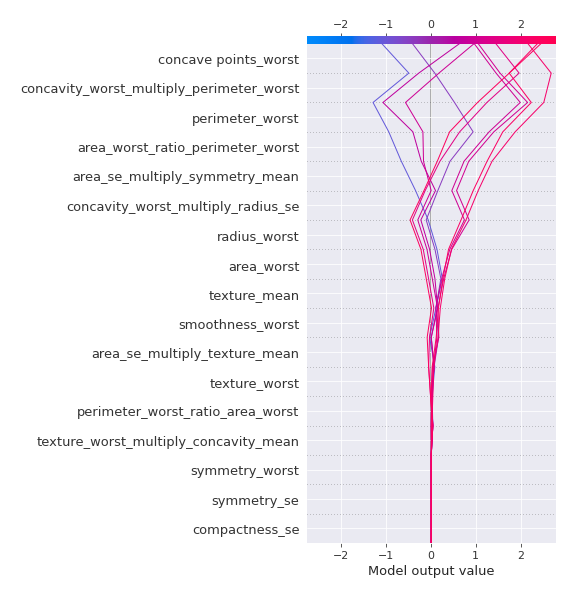 −2 −1 0 1 2
concave points_worst
concavity_worst_multiply_perimeter_worst
perimeter_worst
area_worst_ratio_perimeter_worst
area_se_multiply_symmetry_mean
concavity_worst_multiply_radius_se
radius_worst
area_worst
texture_mean
smoothness_worst
area_se_multiply_texture_mean
texture_worst
perimeter_worst_ratio_area_worst
texture_worst_multiply_concavity_mean
symmetry_worst
symmetry_se
compactness_se
−2 −1 0 1 2
Model output value